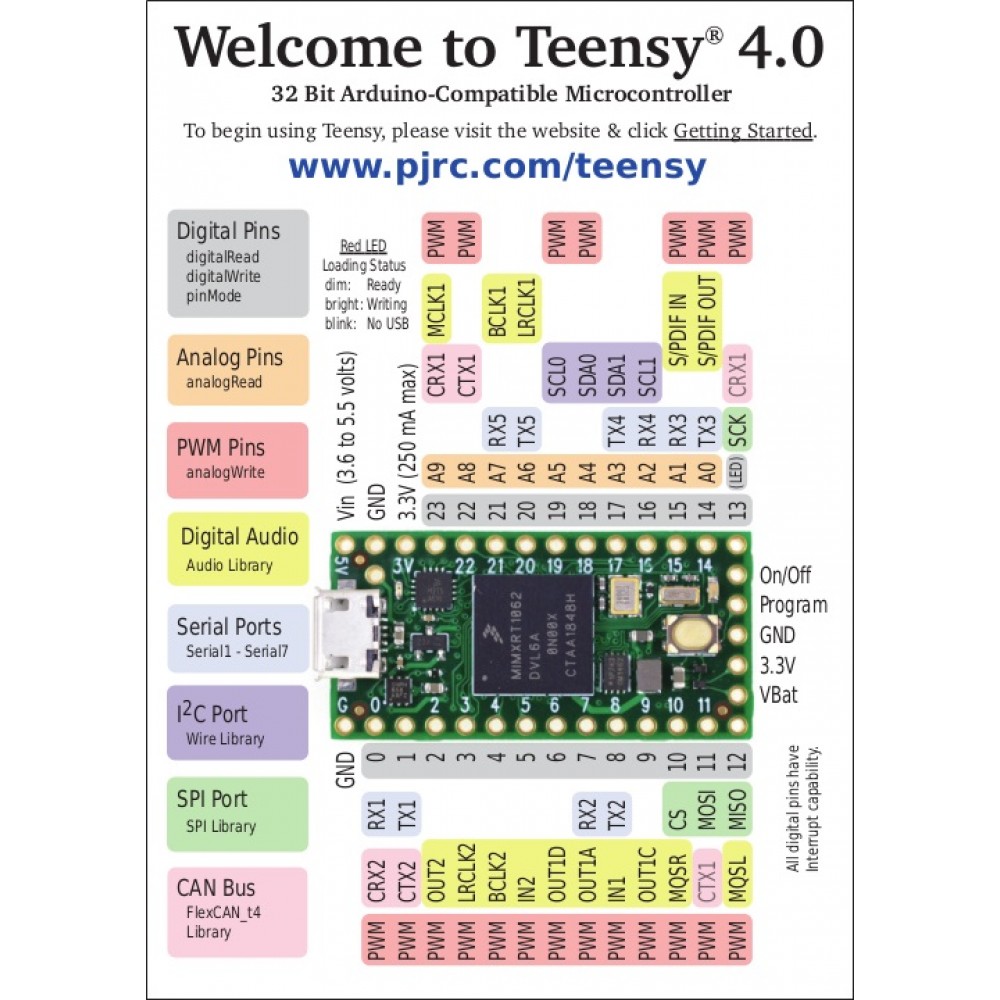 Welcome to Teensy® 4.0
32 Bit Arduino-Compatible Microcontroller
To begin using Teensy, please visit the website & click Getting Started.
www.pjrc.com/teensy
Digital Pins
digitalRead
digitalWrite
pinMode
Analog Pins
analogRead
PWM Pins
analogWrite
Digital Audio
Audio Library
Serial Ports
Serial1 - Serial7
I²C Port
Wire Library
SPI Port
SPI Library
CAN Bus
FlexCAN_t4
Library
Red LED
Loading Status
dim: Ready
bright: Writing
blink: No USB
PWM PWM PWM PWM PWM PWM PWM
MCLK1 BCLK1 LRCLK1 S/PDIF IN S/PDIF OUT
CRX1 CTX1 SCL0 SDA0 SDA1 SCL1 CRX1
RX5 TX5 TX4 RX4 RX3 TX3 SCK
A9 A8 A7 A6 A5 A4 A3 A2 A1 A0 (LED)
Vin (3.6 to 5.5 volts)
GND
3.3V (250 mA max)
23 22 21 20 19 18 17 16 15 14 13
5V 3V 22 21 20 19 18 17 16 15 14
MIMXRT1062
DVL6A
0N00X
CTAA1848H
G 0 2 3 4 5 6 7 8 9 10 11
On/Off
Program
GND
3.3V
VBat
GND 0 1 2 3 4 5 6 7 8 9 10 11 12
RX1 TX1 RX2 TX2 CS MOSI MISO
CRX2 CTX2 OUT2 LRCLK2 BCLK2 IN2 OUT1D OUT1A IN1 OUT1C MQSR CTX1 MQSL
PWM PWM PWM PWM PWM PWM PWM PWM PWM PWM PWM PWM PWM
All digital pins have
Interrupt capability.